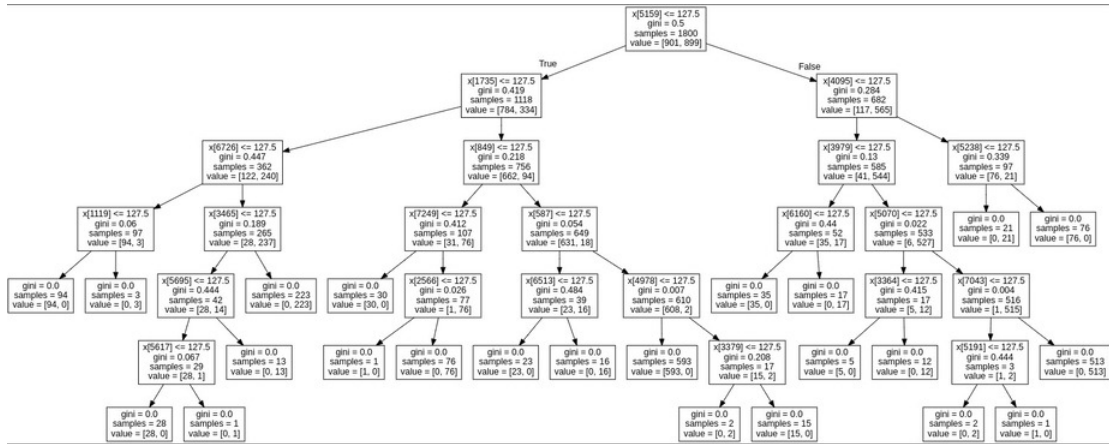 x[5159] <= 127.5
gini = 0.5
samples = 1800
value = [901, 899]
True
False
x[1735] <= 127.5
gini = 0.419
samples = 1118
value = [784, 334]
x[4095] <= 127.5
gini = 0.284
samples = 682
value = [117, 565]
x[6726] <= 127.5
gini = 0.447
samples = 362
value = [122, 240]
x[849] <= 127.5
gini = 0.218
samples = 756
value = [662, 94]
x[3979] <= 127.5
gini = 0.13
samples = 585
value = [41, 544]
x[5238] <= 127.5
gini = 0.339
samples = 97
value = [76, 21]
x[1119] <= 127.5
gini = 0.06
samples = 97
value = [94, 3]
x[3465] <= 127.5
gini = 0.189
samples = 265
value = [28, 237]
x[7249] <= 127.5
gini = 0.412
samples = 107
value = [31, 76]
x[587] <= 127.5
gini = 0.054
samples = 649
value = [631, 18]
x[6160] <= 127.5
gini = 0.44
samples = 52
value = [35, 17]
x[5070] <= 127.5
gini = 0.022
samples = 533
value = [6, 527]
gini = 0.0
samples = 21
value = [0, 21]
gini = 0.0
samples = 76
value = [76, 0]
gini = 0.0
samples = 94
value = [94, 0]
gini = 0.0
samples = 3
value = [0, 3]
x[5695] <= 127.5
gini = 0.444
samples = 42
value = [28, 14]
gini = 0.0
samples = 223
value = [0, 223]
gini = 0.0
samples = 30
value = [30, 0]
x[2566] <= 127.5
gini = 0.026
samples = 77
value = [1, 76]
x[6513] <= 127.5
gini = 0.484
samples = 39
value = [23, 16]
x[4978] <= 127.5
gini = 0.007
samples = 610
value = [608, 2]
gini = 0.0
samples = 35
value = [35, 0]
gini = 0.0
samples = 17
value = [0, 17]
x[3364] <= 127.5
gini = 0.415
samples = 17
value = [5, 12]
x[7043] <= 127.5
gini = 0.004
samples = 516
value = [1, 515]
x[5617] <= 127.5
gini = 0.067
samples = 29
value = [28, 1]
gini = 0.0
samples = 13
value = [0, 13]
gini = 0.0
samples = 1
value = [1, 0]
gini = 0.0
samples = 76
value = [0, 76]
gini = 0.0
samples = 23
value = [23, 0]
gini = 0.0
samples = 16
value = [0, 16]
gini = 0.0
samples = 593
value = [593, 0]
x[3379] <= 127.5
gini = 0.208
samples = 17
value = [15, 2]
gini = 0.0
samples = 5
value = [5, 0]
gini = 0.0
samples = 12
value = [0, 12]
x[5191] <= 127.5
gini = 0.444
samples = 3
value = [1, 2]
gini = 0.0
samples = 513
value = [0, 513]
gini = 0.0
samples = 28
value = [28, 0]
gini = 0.0
samples = 1
value = [0, 1]
gini = 0.0
samples = 2
value = [0, 2]
gini = 0.0
samples = 15
value = [15, 0]
gini = 0.0
samples = 2
value = [0, 2]
gini = 0.0
samples = 1
value = [1, 0]